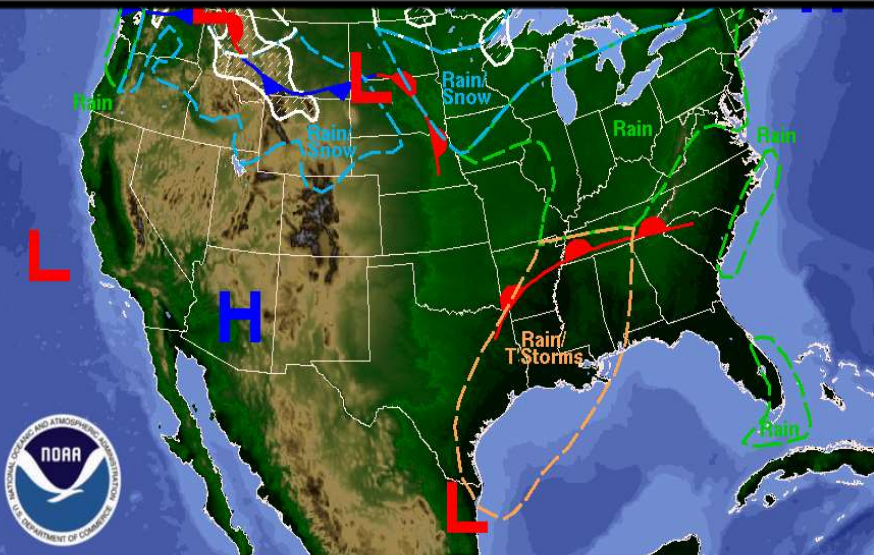 Rain
Rain/
Snow
Rain/
Snow
Rain
Rain
L
L
H
Rain/
T'Storms
Rain
L
NATIONAL OCEANIC AND ATMOSPHERIC ADMINISTRATION
NOAA
U.S. DEPARTMENT OF COMMERCE